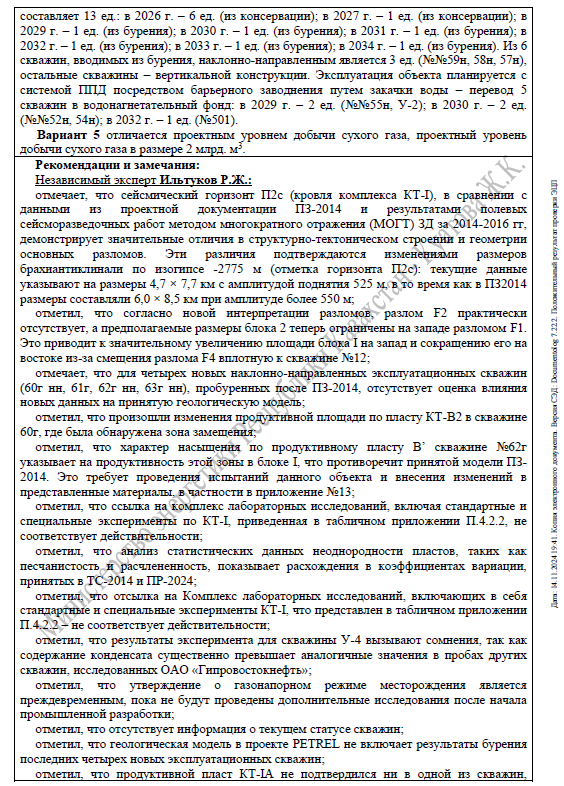 составляет 13 ед.: в 2026 г. – 6 ед. (из консервации); в 2027 г. – 1 ед. (из консервации); в
2029 г. – 1 ед. (из бурения); в 2030 г. – 1 ед. (из бурения); в 2031 г. – 1 ед. (из бурения); в
2032 г. – 1 ед. (из бурения); в 2033 г. – 1 ед. (из бурения); в 2034 г. – 1 ед. (из бурения). Из 6
скважин, вводимых из бурения, наклонно-направленным является 3 ед. (№№59н, 58н, 57н),
остальные скважины – вертикальной конструкции. Эксплуатация объекта планируется с
системой ППД посредством барьерного заводнения путем закачки воды – перевод 5
скважин в водонагнетательный фонд: в 2029 г. – 2 ед. (№№55н, У-2); в 2030 г. – 2 ед.
(№№52н, 54н); в 2032 г. – 1 ед. (№501).
Вариант 5 отличается проектным уровнем добычи сухого газа, проектный уровень
добычи сухого газа в размере 2 млрд. м³.
Рекомендации и замечания:
Независимый эксперт Ильтуков Р.Ж.:
отмечает, что сейсмический горизонт П2с (кровля комплекса КТ-I), в сравнении с
данными из проектной документации ПЗ-2014 и результатами полевых
сейсморазведочных работ методом многократного отражения (МОГТ) 3Д за 2014-2016 гг,
демонстрирует значительные отличия в структурно-тектоническом строении и геометрии
основных разломов. Эти различия подтверждаются изменениями размеров
брахиантиклинали по изогипсе -2775 м (отметка горизонта П2с): текущие данные
указывают на размеры 4,7 × 7,7 км с амплитудой поднятия 525 м, в то время как в ПЗ2014
размеры составляли 6,0 × 8,5 км при амплитуде более 550 м;
отметил, что согласно новой интерпретации разломов, разлом F2 практически
отсутствует, а предполагаемые размеры блока 2 теперь ограничены на западе разломом F1.
Это приводит к значительному увеличению площади блока I на запад и сокращению его на
востоке из-за смещения разлома F4 вплотную к скважине №12;
отмечает, что для четырех новых наклонно-направленных эксплуатационных скважин
(60г нн, 61г, 62г нн, 63г нн), пробуренных после ПЗ-2014, отсутствует оценка влияния
новых данных на принятую геологическую модель;
отметил, что произошли изменения продуктивной площади по пласту КТ-В2 в скважине
60г, где была обнаружена зона замещения;
отметил, что характер насыщения по продуктивному пласту В’ скважине №62г
указывает на продуктивность этой зоны в блоке I, что противоречит принятой модели ПЗ-
2014. Это требует проведения испытаний данного объекта и внесения изменений в
представленные материалы, в частности в приложение №13;
отметил, что ссылка на комплекс лабораторных исследований, включая стандартные и
специальные эксперименты по КТ-I, приведенная в табличном приложении П.4.2.2, не
соответствует действительности;
отметил, что анализ статистических данных неоднородности пластов, таких как
песчанистость и расчлененность, показывает расхождения в коэффициентах вариации,
принятых в ТС-2014 и ПР-2024;
отметил, что отсылка на Комплекс лабораторных исследований, включающих в себя
стандартные и специальные эксперименты КТ-I, что представлен в табличном приложении
П.4.2.2 – не соответствует действительности;
отметил, что результаты эксперимента для скважины У-4 вызывают сомнения, так как
содержание конденсата существенно превышает аналогичные значения в пробах других
скважин, исследованных ОАО «Гипровостокнефть»;
отметил, что утверждение о газонапорном режиме месторождения является
преждевременным, пока не будут проведены дополнительные исследования после начала
промышленной разработки;
отметил, что отсутствует информация о текущем статусе скважин;
отметил, что геологическая модель в проекте PETREL не включает результаты бурения
последних четырех новых эксплуатационных скважин;
отметил, что продуктивной пласт КТ-IА не подтвердился ни в одной из скважин,
Дата: 14.11.2024 19:41. Копия электронного документа. Версия СЭД: Documentolog 7.22.2. Положительный результат проверки ЭЦП